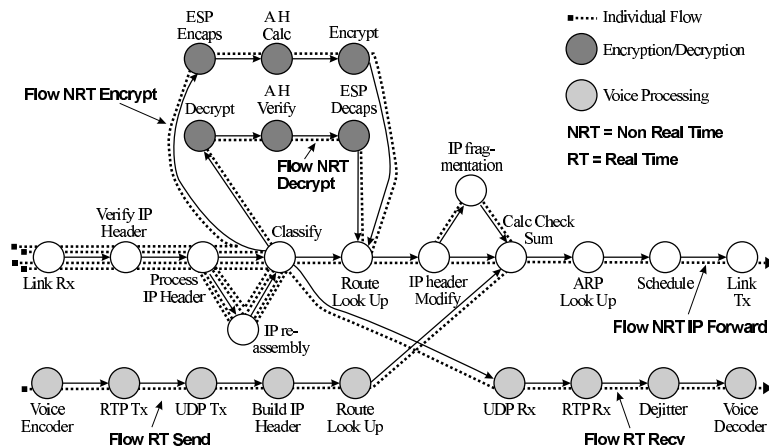 ESP
Encaps
AH
Calc
Encrypt
Individual Flow
Encryption/Decryption
Voice Processing
NRT = Non Real Time
RT = Real Time
Flow NRT Encrypt
Decrypt
AH
Verify
ESP
Decaps
Flow NRT
Decrypt
IP frag-
mentation
Verify IP
Header
Classify
Calc Check
Sum
Link Rx
Process
IP Header
Route
Look Up
IP header
Modify
ARP
Look Up
Schedule
Link
Tx
IP re-
assembly
Flow NRT IP Forward
Voice
Encoder
RTP Tx
UDP Tx
Build IP
Header
Route
Look Up
UDP Rx
RTP Rx
Dejitter
Voice
Decoder
Flow RT Send
Flow RT Recv